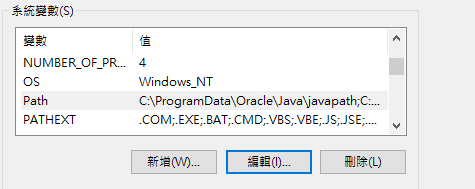 系統變數(S)
變數 值
NUMBER_OF_PR... 4
OS Windows_NT
Path C:\ProgramData\Oracle\Java\javapath;C:...
PATHEXT .COM;.EXE;.BAT;.CMD;.VBS;.VBE;.JS;.JSE;....
新增(W)... 編輯(I)... 刪除(L)